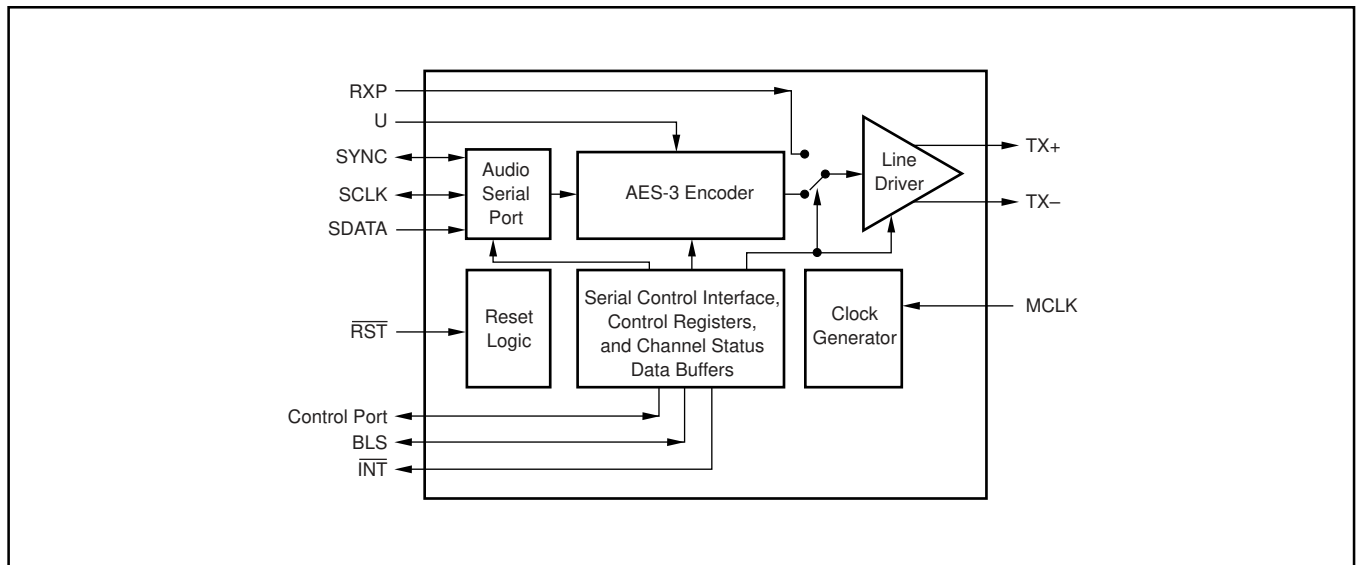 RXP
U
SYNC
SCLK
SDATA
Audio
Serial
Port
AES-3 Encoder
Line
Driver
TX+
TX–
RST
Reset
Logic
Serial Control Interface,
Control Registers,
and Channel Status
Data Buffers
Clock
Generator
MCLK
Control Port
BLS
INT